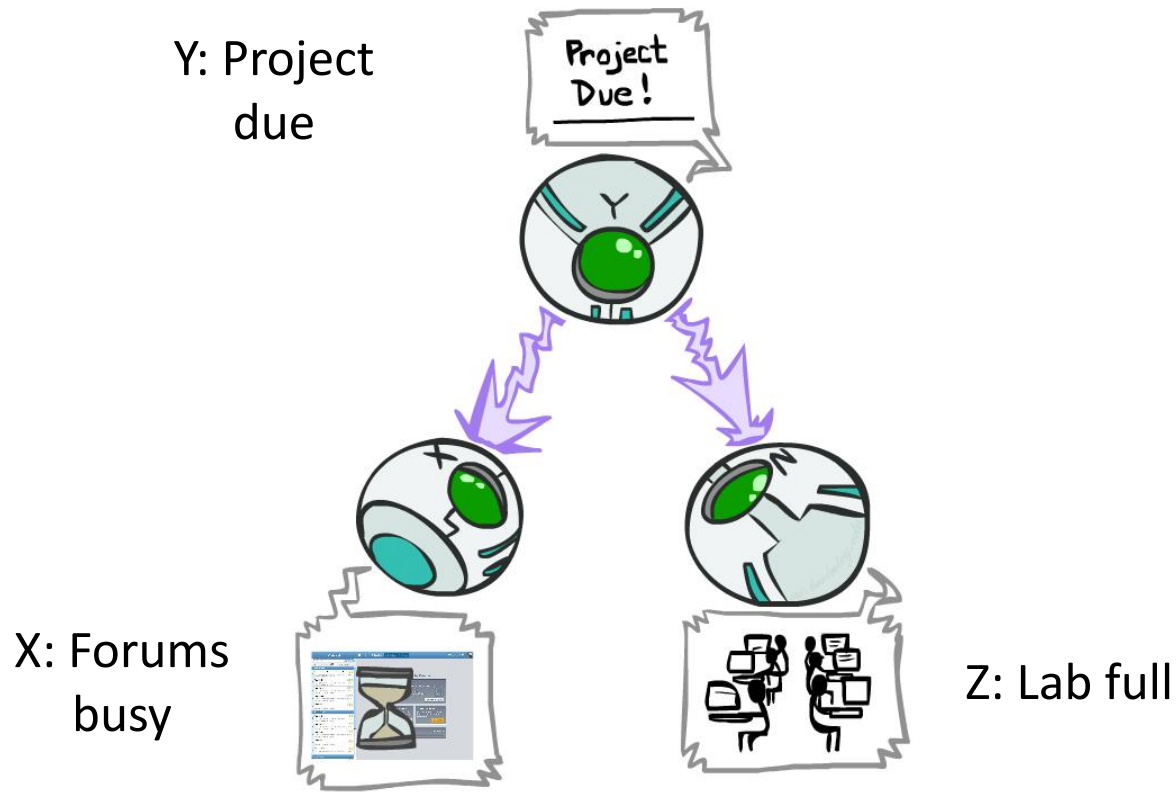 Y: Project
due
Project
Due!
Y
X
Z
X: Forums
busy
Z: Lab full